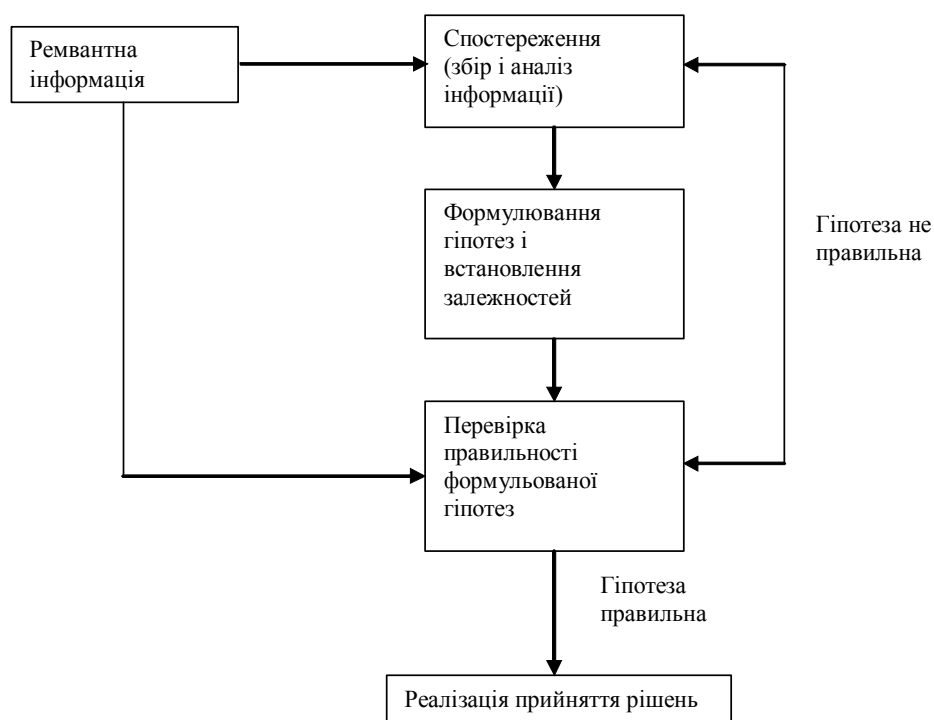 Ремвантна
інформація
Спостереження
(збір і аналіз
інформації)
Формулювання
гіпотез і
встановлення
залежностей
Гіпотеза не
правильна
Перевірка
правильності
формульованої
гіпотез
Гіпотеза
правильна
Реалізація прийняття рішень